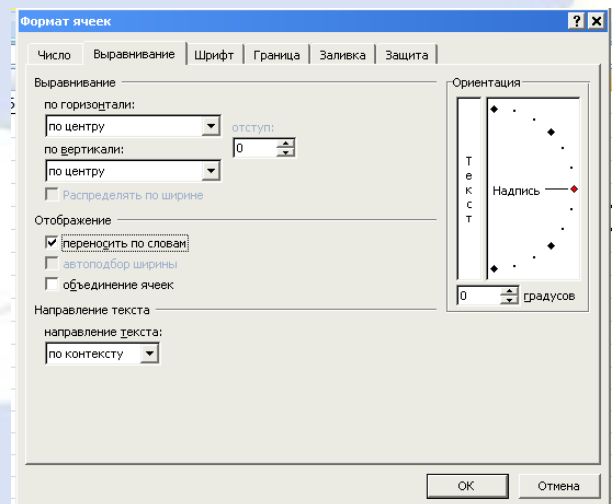 Формат ячеек
Число Выравнивание Шрифт Граница Заливка Защита
Выравнивание
по горизонтали:
по центру
отступ:
0
по вертикали:
по центру
Распределять по ширине
Отображение
переносить по словам
автоподбор ширины
объединение ячеек
Направление текста
направление текста:
по контексту
Ориентация
Текст
Надпись
0 градусов
ОК Отмена